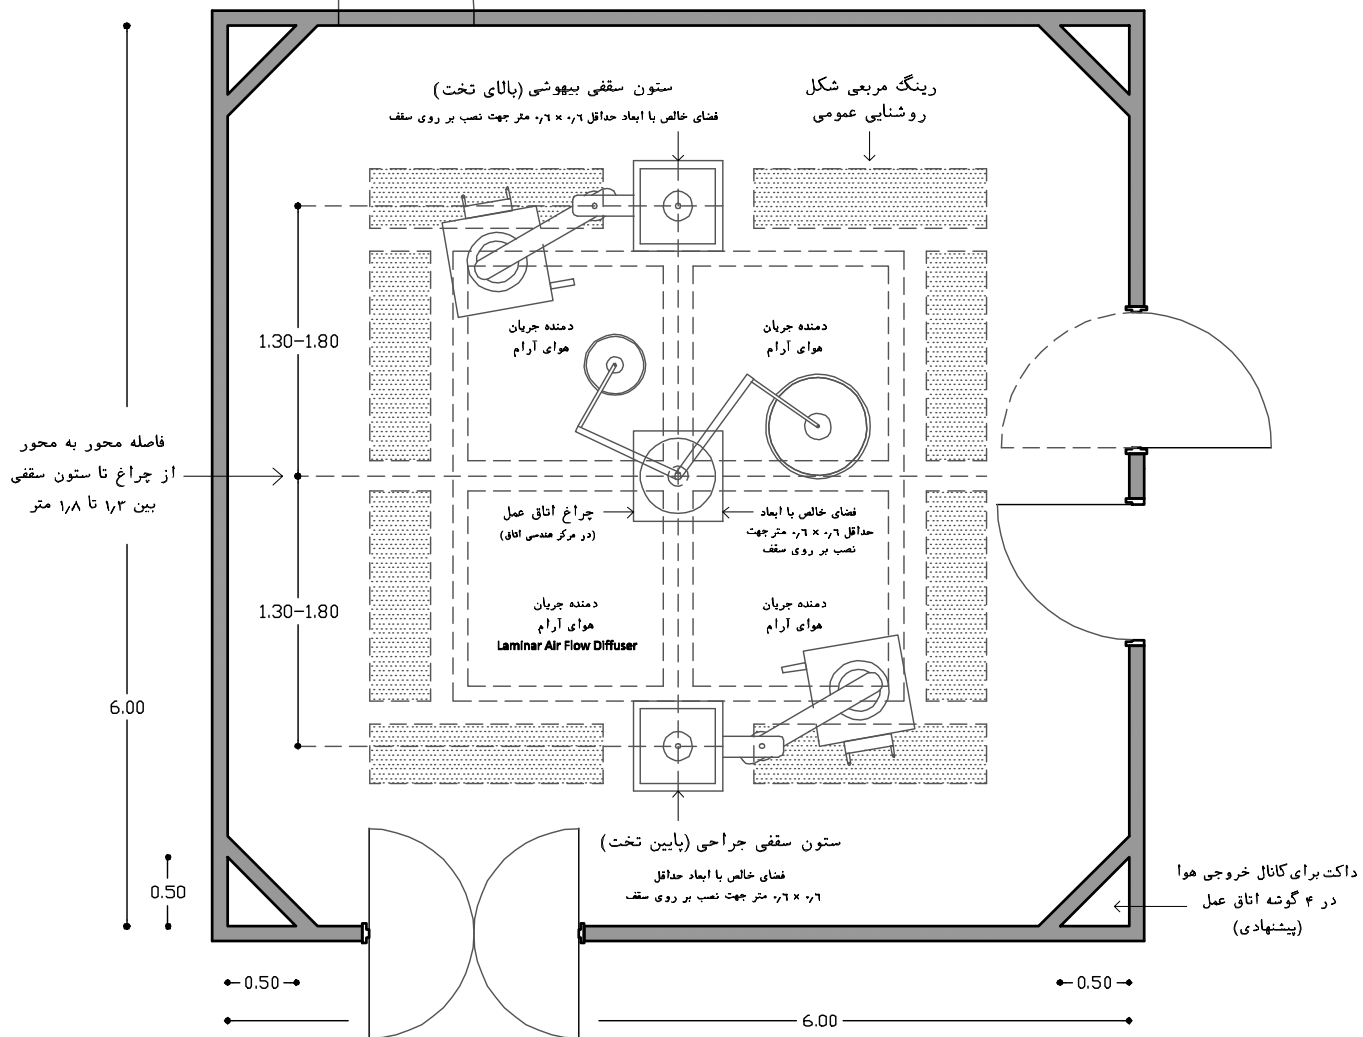 ستون سقفی بیهوشی (بالای تخت)
فضای خالص با ابعاد حداقل ۰٫۶ × ۰٫۶ متر جهت نصب بر روی سقف
رینگ مربعی شکل
روشنایی عمومی
1.30-1.80
دمنده جریان
هوای آرام
دمنده جریان
هوای آرام
فاصله محور به محور
از چراغ تا ستون سقفی
بین ۱٫۳ تا ۱٫۸ متر
چراغ اتاق عمل
(در مرکز هندسی اتاق)
فضای خالص با ابعاد
حداقل ۰٫۶ × ۰٫۶ متر جهت
نصب بر روی سقف
1.30-1.80
دمنده جریان
هوای آرام
Laminar Air Flow Diffuser
دمنده جریان
هوای آرام
6.00
ستون سقفی جراحی (پایین تخت)
فضای خالص با ابعاد حداقل
۰٫۶ × ۰٫۶ متر جهت نصب بر روی سقف
0.50
داکت برای کانال خروجی هوا
در ۴ گوشه اتاق عمل
(پیشنهادی)
0.50
0.50
6.00